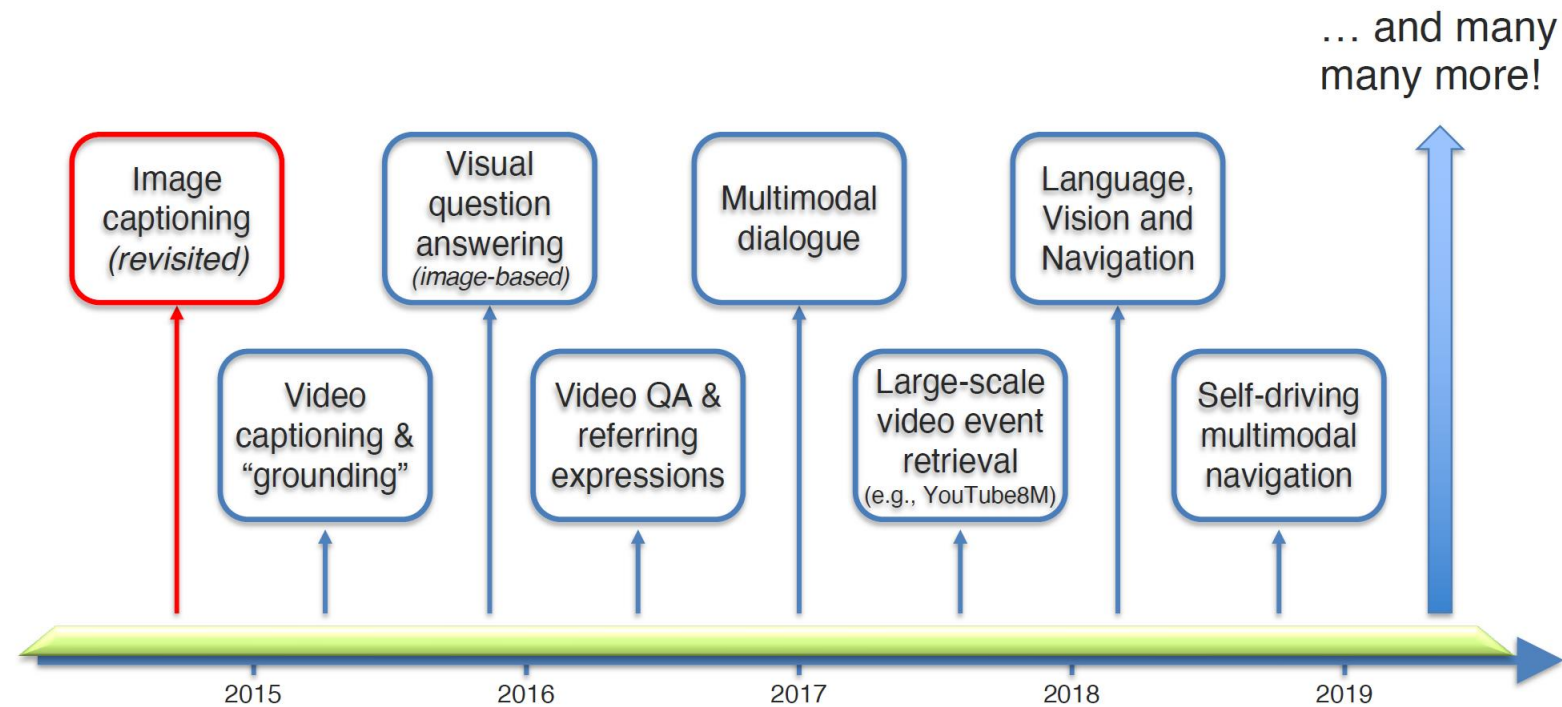 … and many
many more!
Image
captioning
(revisited)
Visual
question
answering
(image-based)
Multimodal
dialogue
Language,
Vision and
Navigation
Video
captioning &
“grounding”
Video QA &
referring
expressions
Large-scale
video event
retrieval
(e.g., YouTube8M)
Self-driving
multimodal
navigation
2015
2016
2017
2018
2019